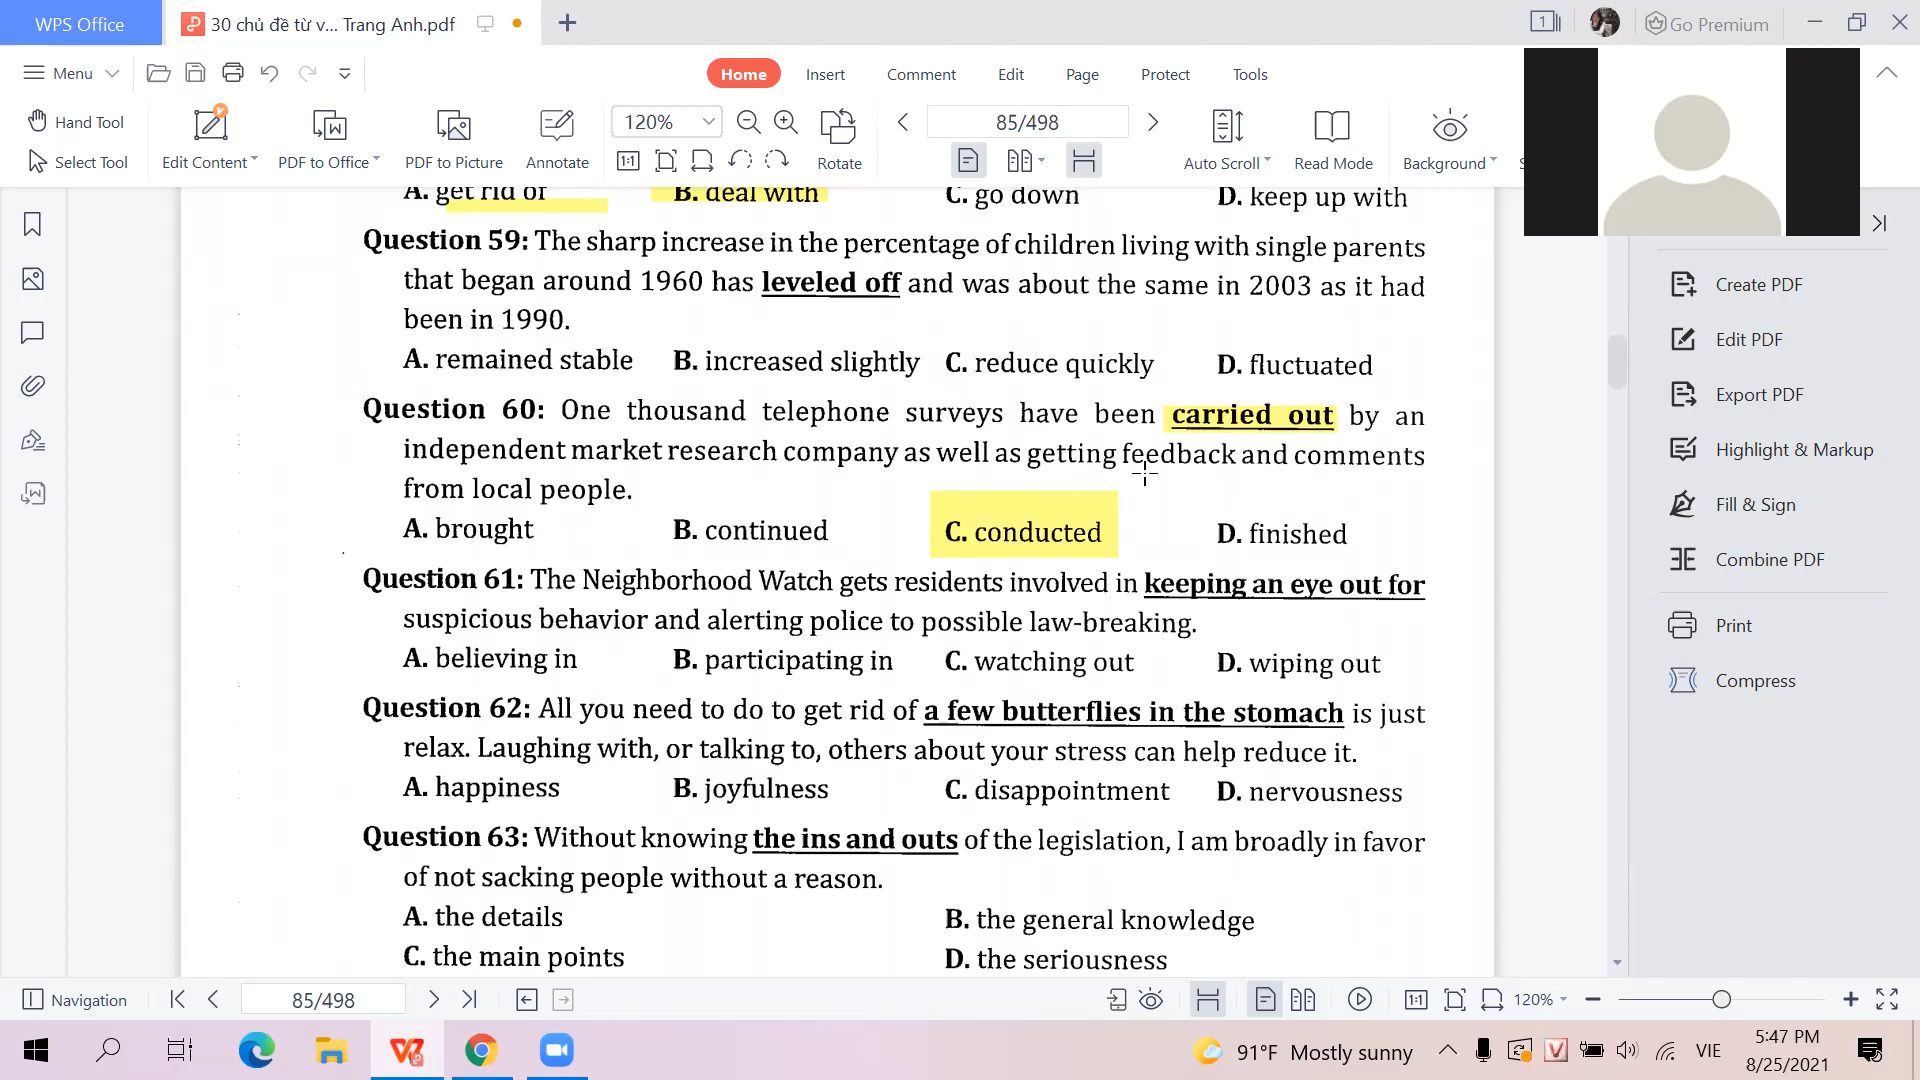 WPS Office
30 chủ đề từ v... Trang Anh.pdf
1
Go Premium
Menu
Home
Insert
Comment
Edit
Page
Protect
Tools
Hand Tool
Select Tool
Edit Content
PDF to Office
PDF to Picture
Annotate
120%
1:1
Rotate
85/498
Auto Scroll
Read Mode
Background
A. get rid of B. deal with C. go down D. keep up with
Question 59: The sharp increase in the percentage of children living with single parents
that began around 1960 has leveled off and was about the same in 2003 as it had
been in 1990.
A. remained stable B. increased slightly C. reduce quickly D. fluctuated
Question 60: One thousand telephone surveys have been carried out by an
independent market research company as well as getting feedback and comments
from local people.
A. brought B. continued C. conducted D. finished
Question 61: The Neighborhood Watch gets residents involved in keeping an eye out for
suspicious behavior and alerting police to possible law-breaking.
A. believing in B. participating in C. watching out D. wiping out
Question 62: All you need to do to get rid of a few butterflies in the stomach is just
relax. Laughing with, or talking to, others about your stress can help reduce it.
A. happiness B. joyfulness C. disappointment D. nervousness
Question 63: Without knowing the ins and outs of the legislation, I am broadly in favor
of not sacking people without a reason.
A. the details B. the general knowledge
C. the main points D. the seriousness
Create PDF
Edit PDF
Export PDF
Highlight & Markup
Fill & Sign
Combine PDF
Print
Compress
Navigation
85/498
1:1
120%
91°F Mostly sunny
VIE
5:47 PM
8/25/2021